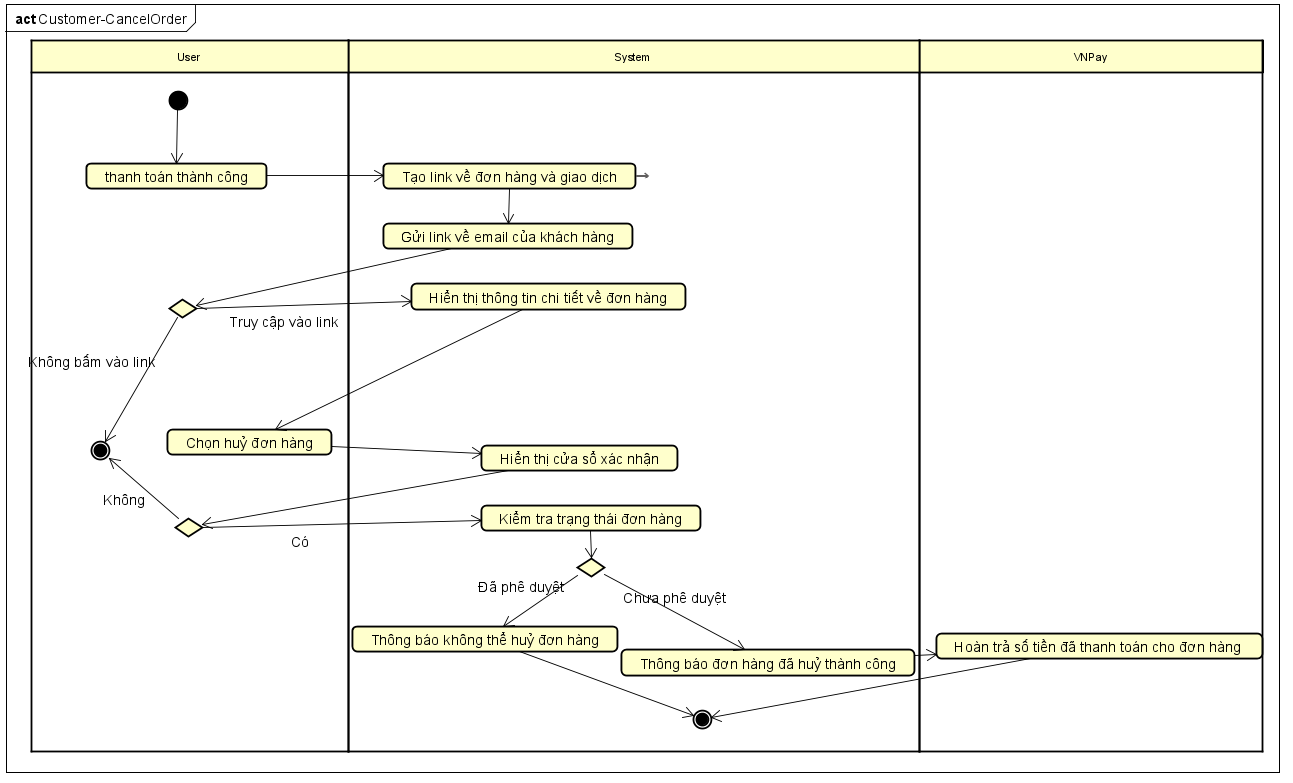 act Customer-CancelOrder
User
System
VNPay
thanh toán thành công
Tạo link về đơn hàng và giao dịch
Gửi link về email của khách hàng
Hiển thị thông tin chi tiết về đơn hàng
Truy cập vào link
Không bấm vào link
Chọn huỷ đơn hàng
Hiển thị cửa sổ xác nhận
Không
Kiểm tra trạng thái đơn hàng
Có
Đã phê duyệt
Chưa phê duyệt
Thông báo không thể huỷ đơn hàng
Thông báo đơn hàng đã huỷ thành công
Hoàn trả số tiền đã thanh toán cho đơn hàng